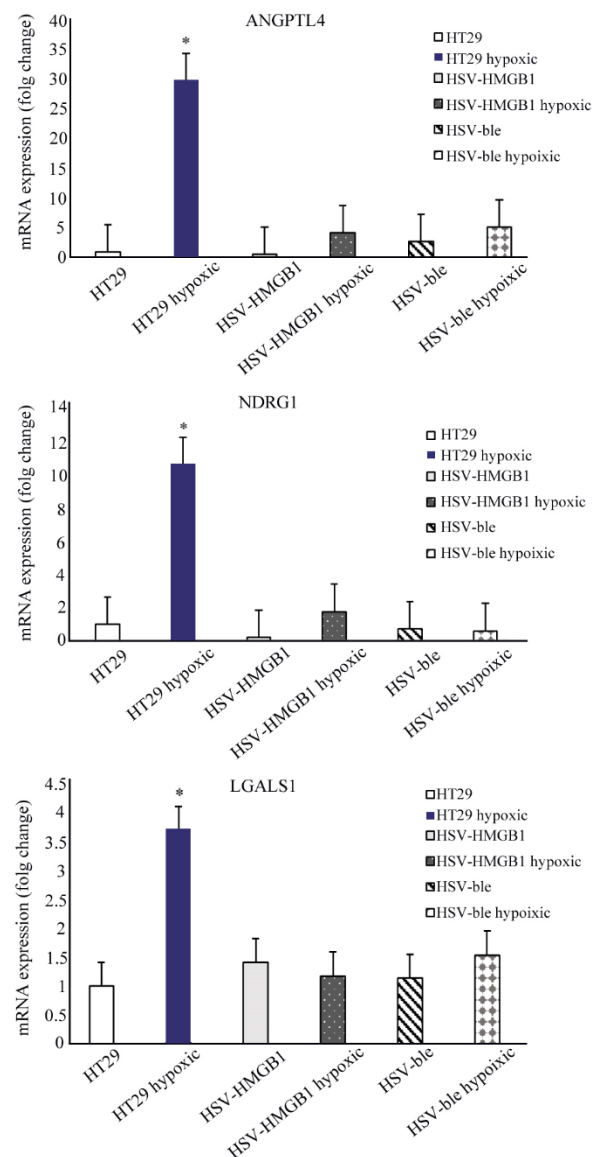 ANGPTL4
mRNA expression (folg change)
40
35
30
25
20
15
10
5
0
*
HT29
HT29 hypoxic
HSV-HMGB1
HSV-HMGB1 hypoxic
HSV-ble
HSV-ble hypoixic
HT29
HT29 hypoxic
HSV-HMGB1
HSV-HMGB1 hypoxic
HSV-ble
HSV-ble hypoixic
NDRG1
mRNA expression (folg change)
14
12
10
8
6
4
2
0
*
HT29
HT29 hypoxic
HSV-HMGB1
HSV-HMGB1 hypoxic
HSV-ble
HSV-ble hypoixic
HT29
HT29 hypoxic
HSV-HMGB1
HSV-HMGB1 hypoxic
HSV-ble
HSV-ble hypoixic
LGALS1
mRNA expression (folg change)
4.5
4
3.5
3
2.5
2
1.5
1
0.5
0
*
HT29
HT29 hypoxic
HSV-HMGB1
HSV-HMGB1 hypoxic
HSV-ble
HSV-ble hypoixic
HT29
HT29 hypoxic
HSV-HMGB1
HSV-HMGB1 hypoxic
HSV-ble
HSV-ble hypoixic